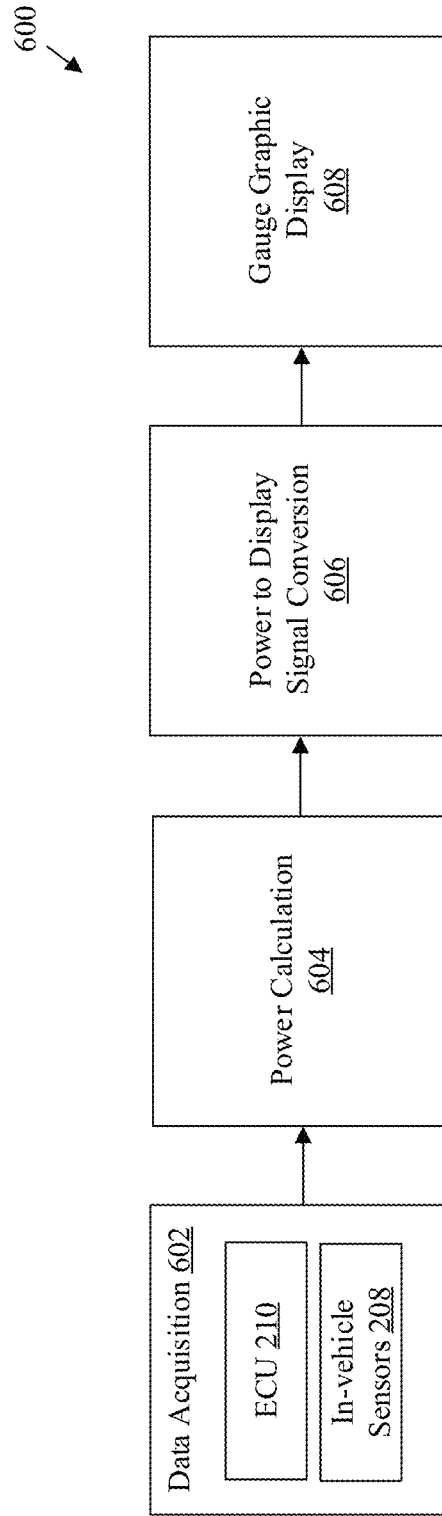 600
Data Acquisition 602
ECU 210
In-vehicle
Sensors 208
Power Calculation
604
Power to Display
Signal Conversion
606
Gauge Graphic
Display
608